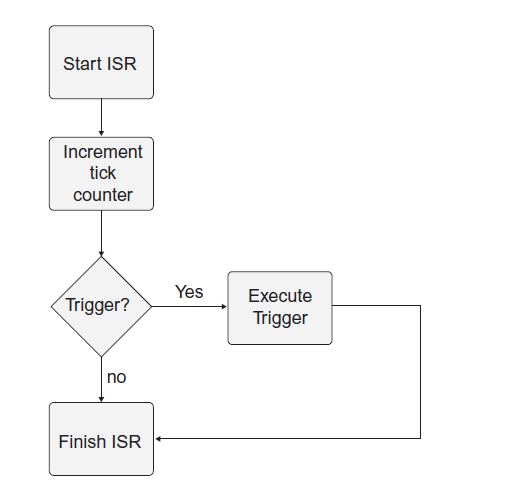 Start ISR
Increment
tick
counter
Trigger?
Yes
Execute
Trigger
no
Finish ISR